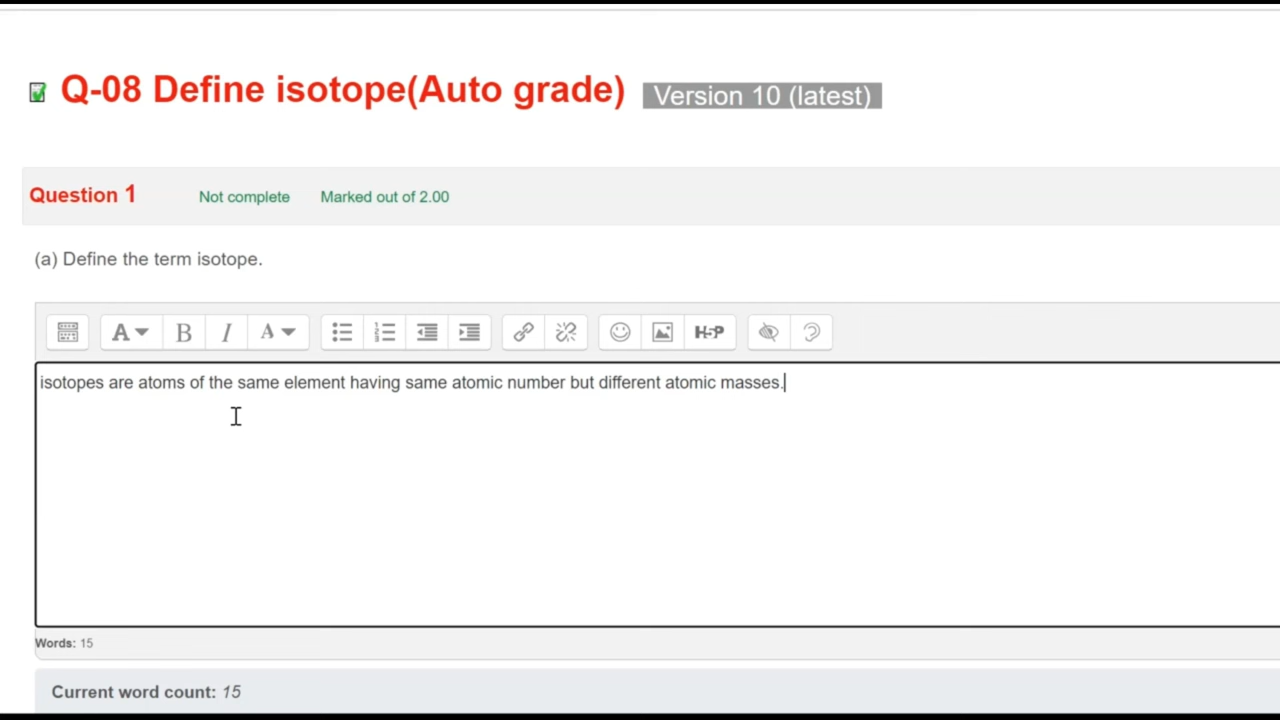 Q-08 Define isotope(Auto grade) Version 10 (latest)
Question 1 Not complete Marked out of 2.00
(a) Define the term isotope.
A B I A H5P
isotopes are atoms of the same element having same atomic number but different atomic masses.
Words: 15
Current word count: 15